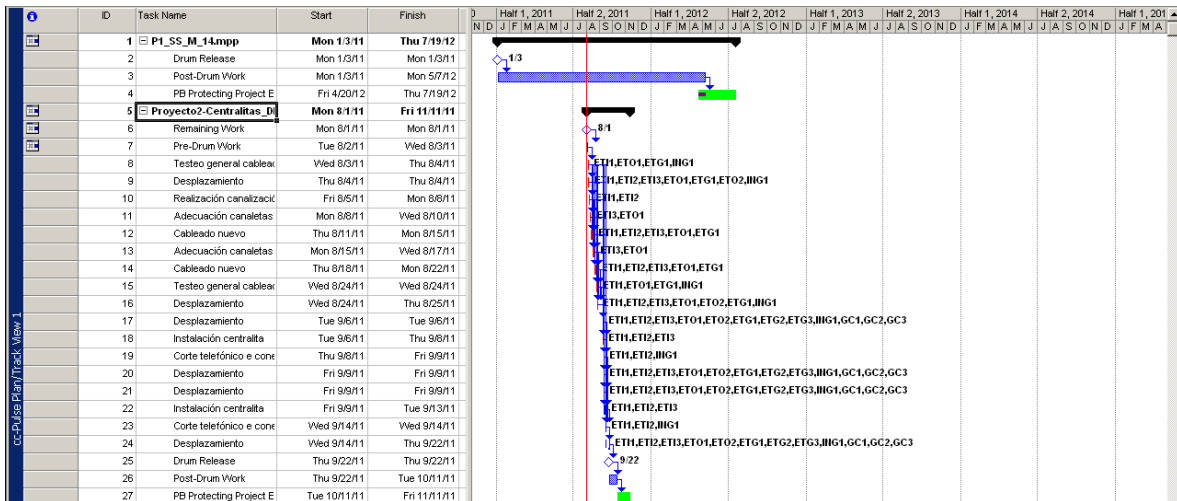 ID Task Name Start Finish Half 1, 2011 Half 2, 2011 Half 1, 2012 Half 2, 2012 Half 1, 2013 Half 2, 2013 Half 1, 2014 Half 2, 2014 Half 1, 201
N D J F M A M J J A S O N D J F M A M J J A S O N D J F M A M J J A S O N D J F M A M J J A S O N D J F M A
1 P1_SS_M_14.mpp Mon 1/3/11 Thu 7/19/12
2 Drum Release Mon 1/3/11 Mon 1/3/11 1/3
3 Post-Drum Work Mon 1/3/11 Mon 5/7/12
4 PB Protecting Project E Fri 4/20/12 Thu 7/19/12
5 Proyecto2-Centralitas_D Mon 8/1/11 Fri 11/11/11
6 Remaining Work Mon 8/1/11 Mon 8/1/11 8/1
7 Pre-Drum Work Tue 8/2/11 Wed 8/3/11
8 Testeo general cablead Wed 8/3/11 Thu 8/4/11 ETI1,ETO1,ETG1,ING1
9 Desplazamiento Thu 8/4/11 Thu 8/4/11 ETI1,ETI2,ETI3,ETO1,ETG1,ETO2,ING1
10 Realización canalizació Fri 8/5/11 Mon 8/8/11 ETI1,ETI2
11 Adecuación canaletas Mon 8/8/11 Wed 8/10/11 ETI3,ETO1
12 Cableado nuevo Thu 8/11/11 Mon 8/15/11 ETI1,ETI2,ETI3,ETO1,ETG1
13 Adecuación canaletas Mon 8/15/11 Wed 8/17/11 ETI3,ETO1
14 Cableado nuevo Thu 8/18/11 Mon 8/22/11 ETI1,ETI2,ETI3,ETO1,ETG1
15 Testeo general cablead Wed 8/24/11 Wed 8/24/11 ETI1,ETO1,ETG1,ING1
16 Desplazamiento Wed 8/24/11 Thu 8/25/11 ETI1,ETI2,ETI3,ETO1,ETO2,ETG1,ING1
17 Desplazamiento Tue 9/6/11 Tue 9/6/11 ETI1,ETI2,ETI3,ETO1,ETO2,ETG1,ETG2,ETG3,ING1,GC1,GC2,GC3
18 Instalación centralita Tue 9/6/11 Thu 9/8/11 ETI1,ETI2,ETI3
19 Corte telefónico e cone Thu 9/8/11 Fri 9/9/11 ETI1,ETI2,ING1
20 Desplazamiento Fri 9/9/11 Fri 9/9/11 ETI1,ETI2,ETI3,ETO1,ETO2,ETG1,ETG2,ETG3,ING1,GC1,GC2,GC3
21 Desplazamiento Fri 9/9/11 Fri 9/9/11 ETI1,ETI2,ETI3,ETO1,ETO2,ETG1,ETG2,ETG3,ING1,GC1,GC2,GC3
22 Instalación centralita Fri 9/9/11 Tue 9/13/11 ETI1,ETI2,ETI3
23 Corte telefónico e cone Wed 9/14/11 Wed 9/14/11 ETI1,ETI2,ING1
24 Desplazamiento Wed 9/14/11 Thu 9/22/11 ETI1,ETI2,ETI3,ETO1,ETO2,ETG1,ETG2,ETG3,ING1,GC1,GC2,GC3
25 Drum Release Thu 9/22/11 Thu 9/22/11 9/22
26 Post-Drum Work Thu 9/22/11 Tue 10/11/11
27 PB Protecting Project E Tue 10/11/11 Fri 11/11/11
cc-Pulse Plan/Track View 1